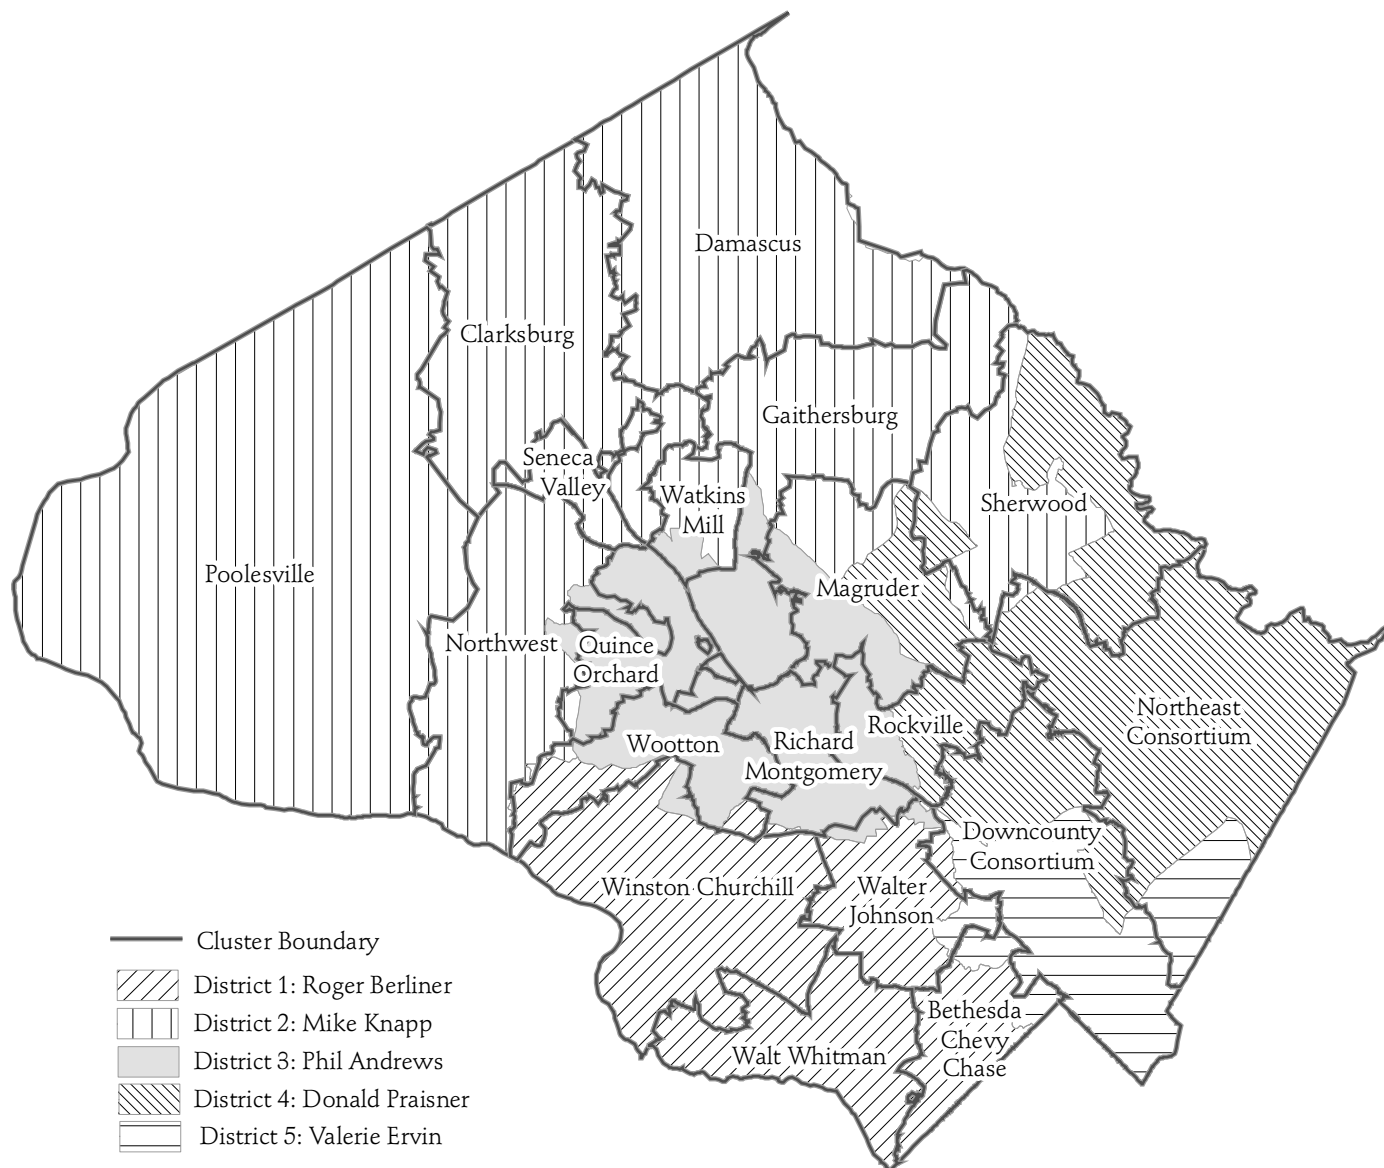 Damascus
Clarksburg
Gaithersburg
Seneca
Valley
Watkins
Mill
Sherwood
Poolesville
Magruder
Northwest
Quince
Orchard
Northeast
Consortium
Rockville
Wootton
Richard
Montgomery
Downcounty
Consortium
Winston Churchill
Walter
Johnson
Bethesda
Chevy
Chase
Walt Whitman
Cluster Boundary
District 1: Roger Berliner
District 2: Mike Knapp
District 3: Phil Andrews
District 4: Donald Praisner
District 5: Valerie Ervin